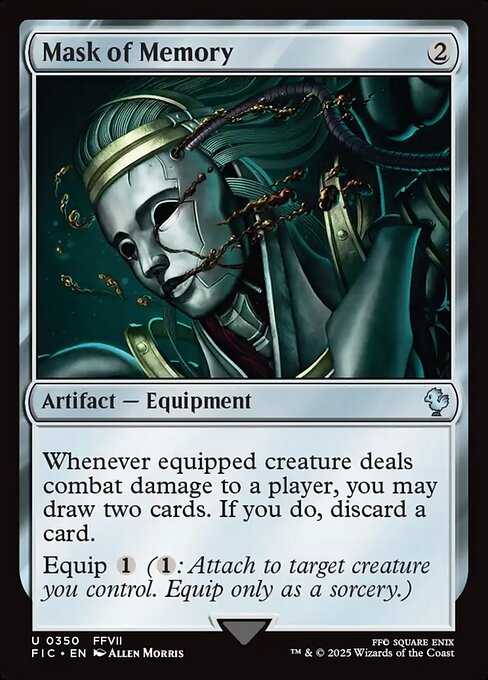 Mask of Memory 2
Artifact — Equipment
Whenever equipped creature deals
combat damage to a player, you may
draw two cards. If you do, discard a
card.
Equip 1 (1: Attach to target creature
you control. Equip only as a sorcery.)
U 0350 FFVII
FIC • EN Allen Morris
FF© SQUARE ENIX
™ & © 2025 Wizards of the Coast